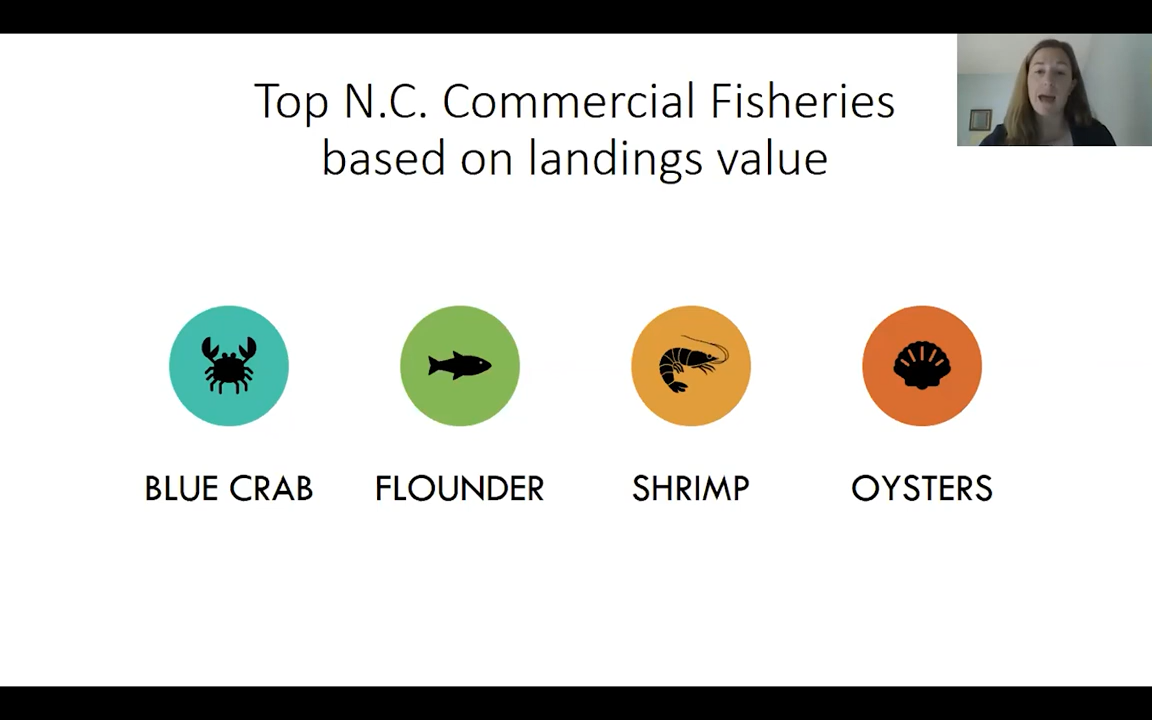 Top N.C. Commercial Fisheries
based on landings value
BLUE CRAB
FLOUNDER
SHRIMP
OYSTERS